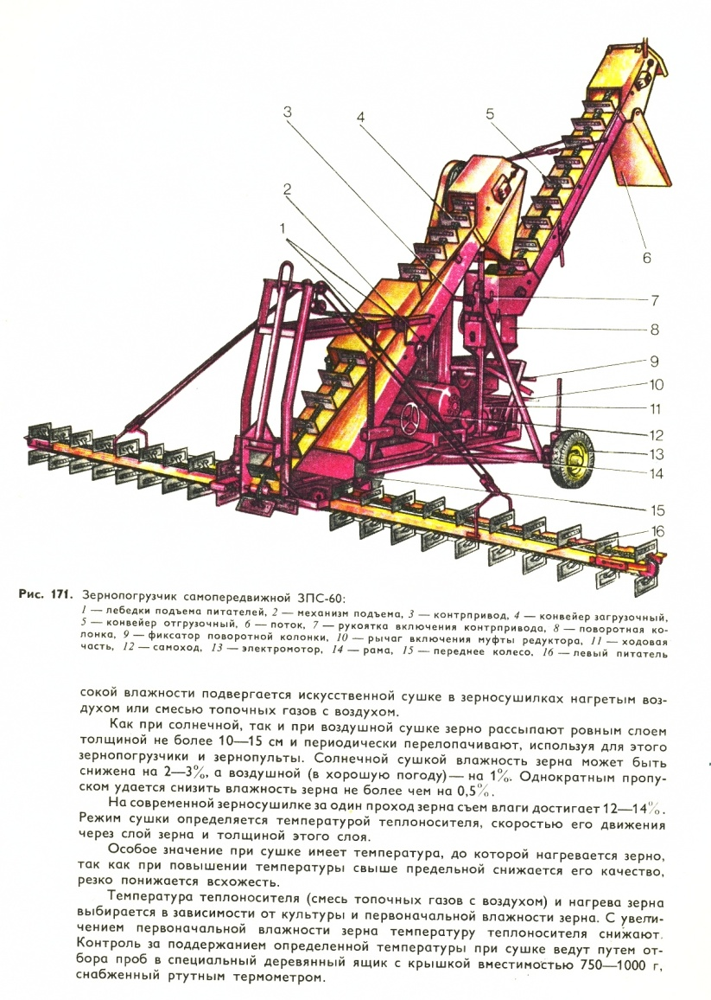 3
4
5
2
1
6
7
8
9
10
11
12
13
14
15
16
Рис. 171. Зернопогрузчик самопередвижной ЗПС-60:
1 — лебедки подъема питателей, 2 — механизм подъема, 3 — контрпривод, 4 — конвейер загрузочный,
5 — конвейер отгрузочный, 6 — поток, 7 — рукоятка включения контрпривода, 8 — поворотная ко-
лонка, 9 — фиксатор поворотной колонки, 10 — рычаг включения муфты редуктора, 11 — ходовая
часть, 12 — самоход, 13 — электромотор, 14 — рама, 15 — переднее колесо, 16 — левый питатель
сокой влажности подвергается искусственной сушке в зерносушилках нагретым воз-
духом или смесью топочных газов с воздухом.
Как при солнечной, так и при воздушной сушке зерно рассыпают ровным слоем
толщиной не более 10—15 см и периодически перелопачивают, используя для этого
зернопогрузчики и зернопульты. Солнечной сушкой влажность зерна может быть
снижена на 2—3%, а воздушной (в хорошую погоду) — на 1%. Однократным пропу-
ском удается снизить влажность зерна не более чем на 0,5%.
На современной зерносушилке за один проход зерна съем влаги достигает 12—14%.
Режим сушки определяется температурой теплоносителя, скоростью его движения
через слой зерна и толщиной этого слоя.
Особое значение при сушке имеет температура, до которой нагревается зерно,
так как при повышении температуры свыше предельной снижается его качество,
резко понижается всхожесть.
Температура теплоносителя (смесь топочных газов с воздухом) и нагрева зерна
выбирается в зависимости от культуры и первоначальной влажности зерна. С увели-
чением первоначальной влажности зерна температуру теплоносителя снижают.
Контроль за поддержанием определенной температуры при сушке ведут путем от-
бора проб в специальный деревянный ящик с крышкой вместимостью 750—1000 г,
снабженный ртутным термометром.